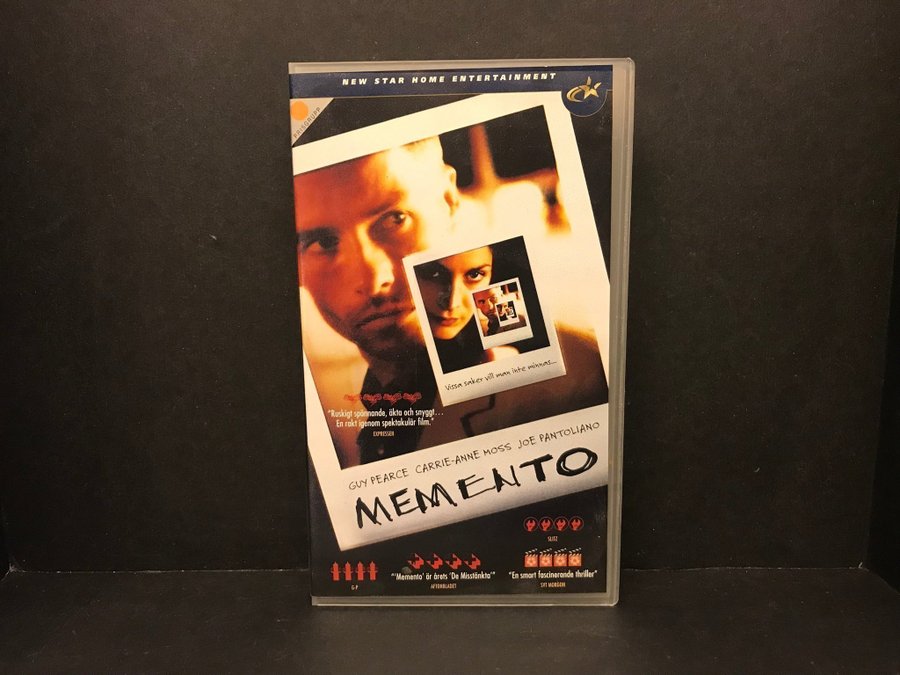 NEW STAR HOME ENTERTAINMENT
PRISGRUPP
Vissa saker vill man inte minnas...
"Ruskigt spännande, äkta och snyggt...
En rakt igenom spektakulär film."
EXPRESSEN
GUY PEARCE CARRIE-ANNE MOSS JOE PANTOLIANO
MEMENTO
SLITZ
G-P
"'Memento' är årets 'De Misstänkta'"
AFTONBLADET
"En smart fascinerande thriller"
SVT MORGON